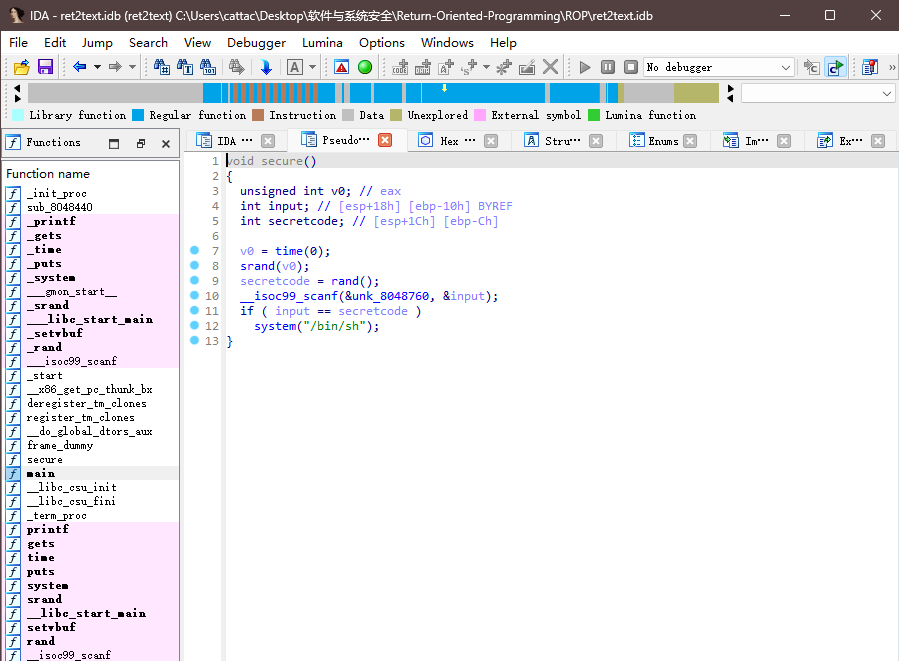 IDA - ret2text.idb (ret2text) C:\Users\cattac\Desktop\软件与系统安全\Return-Oriented-Programming\ROP\ret2text.idb
File Edit Jump Search View Debugger Lumina Options Windows Help
No debugger
Library function Regular function Instruction Data Unexplored External symbol Lumina function
Functions
IDA ··· Pseudo··· Hex ··· Stru··· Enums Im··· Ex···
Function name
_init_proc
sub_8048440
_printf
_gets
_time
_puts
_system
___gmon_start__
_srand
___libc_start_main
_setvbuf
_rand
___isoc99_scanf
_start
__x86_get_pc_thunk_bx
deregister_tm_clones
register_tm_clones
__do_global_dtors_aux
frame_dummy
secure
main
__libc_csu_init
__libc_csu_fini
_term_proc
printf
gets
time
puts
system
srand
__libc_start_main
setvbuf
rand
__isoc99_scanf
1 void secure()
2 {
3 unsigned int v0; // eax
4 int input; // [esp+18h] [ebp-10h] BYREF
5 int secretcode; // [esp+1Ch] [ebp-Ch]
6
7 v0 = time(0);
8 srand(v0);
9 secretcode = rand();
10 __isoc99_scanf(&unk_8048760, &input);
11 if ( input == secretcode )
12 system("/bin/sh");
13 }